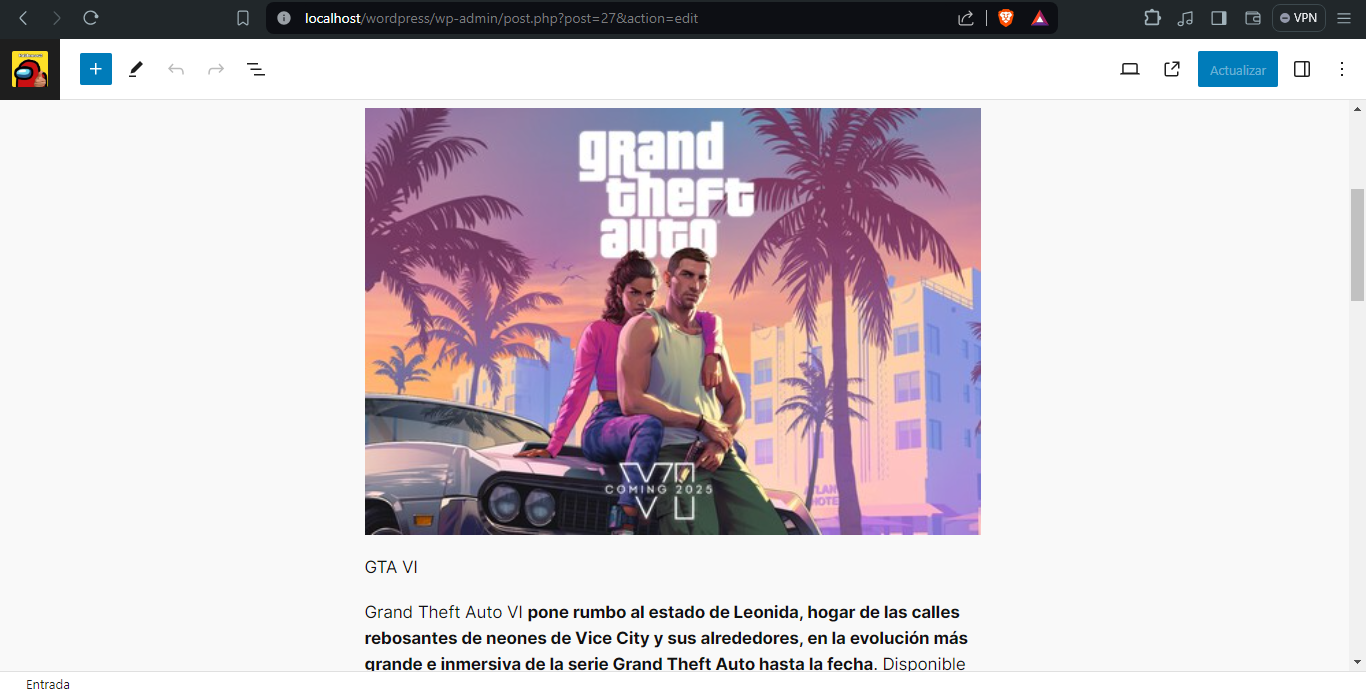 localhost/wordpress/wp-admin/post.php?post=27&action=edit
VPN
Actualizar
grand
theft
auto
VI
COMING 2025
GTA VI
Grand Theft Auto VI pone rumbo al estado de Leonida, hogar de las calles
rebosantes de neones de Vice City y sus alrededores, en la evolución más
grande e inmersiva de la serie Grand Theft Auto hasta la fecha. Disponible
Entrada